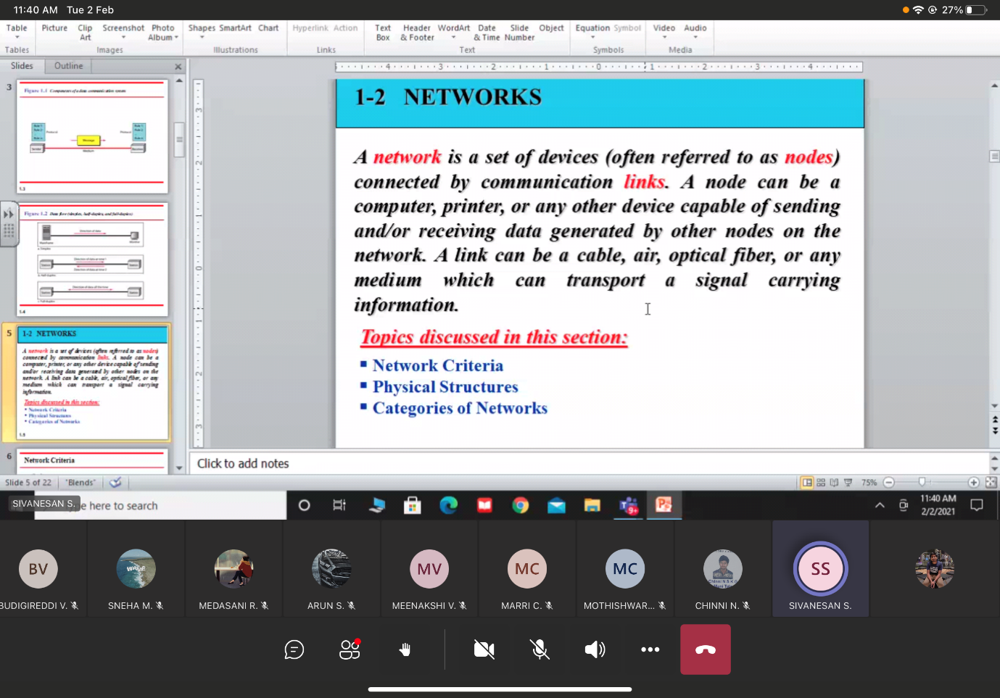 11:40 AM Tue 2 Feb
27%
Table
Picture
Clip Art
Screenshot
Photo Album
Shapes
SmartArt
Chart
Hyperlink
Action
Text Box
Header & Footer
WordArt
Date & Time
Slide Number
Object
Equation
Symbol
Video
Audio
Tables
Images
Illustrations
Links
Text
Symbols
Media
Slides
Outline
3
Figure 1.1 Components of a data communication system
Message
Medium
1.3
Figure 1.2 Data flow (simplex, half-duplex, and full-duplex)
1.4
5
1-2 NETWORKS
A network is a set of devices (often referred to as nodes)
connected by communication links. A node can be a
computer, printer, or any other device capable of sending
and/or receiving data generated by other nodes on the
network. A link can be a cable, air, optical fiber, or any
medium which can transport a signal carrying
information.
Topics discussed in this section:
Network Criteria
Physical Structures
Categories of Networks
1.5
6
Network Criteria
1-2 NETWORKS
A network is a set of devices (often referred to as nodes)
connected by communication links. A node can be a
computer, printer, or any other device capable of sending
and/or receiving data generated by other nodes on the
network. A link can be a cable, air, optical fiber, or any
medium which can transport a signal carrying
information.
Topics discussed in this section:
▪ Network Criteria
▪ Physical Structures
▪ Categories of Networks
Click to add notes
Slide 5 of 22
"Blends"
75%
SIVANESAN S.
pe here to search
9+
11:40 AM
2/2/2021
BV
MV
MC
MC
SS
BUDIGIREDDI V.
SNEHA M.
MEDASANI R.
ARUN S.
MEENAKSHI V.
MARRI C.
MOTHISHWAR...
CHINNI N.
SIVANESAN S.